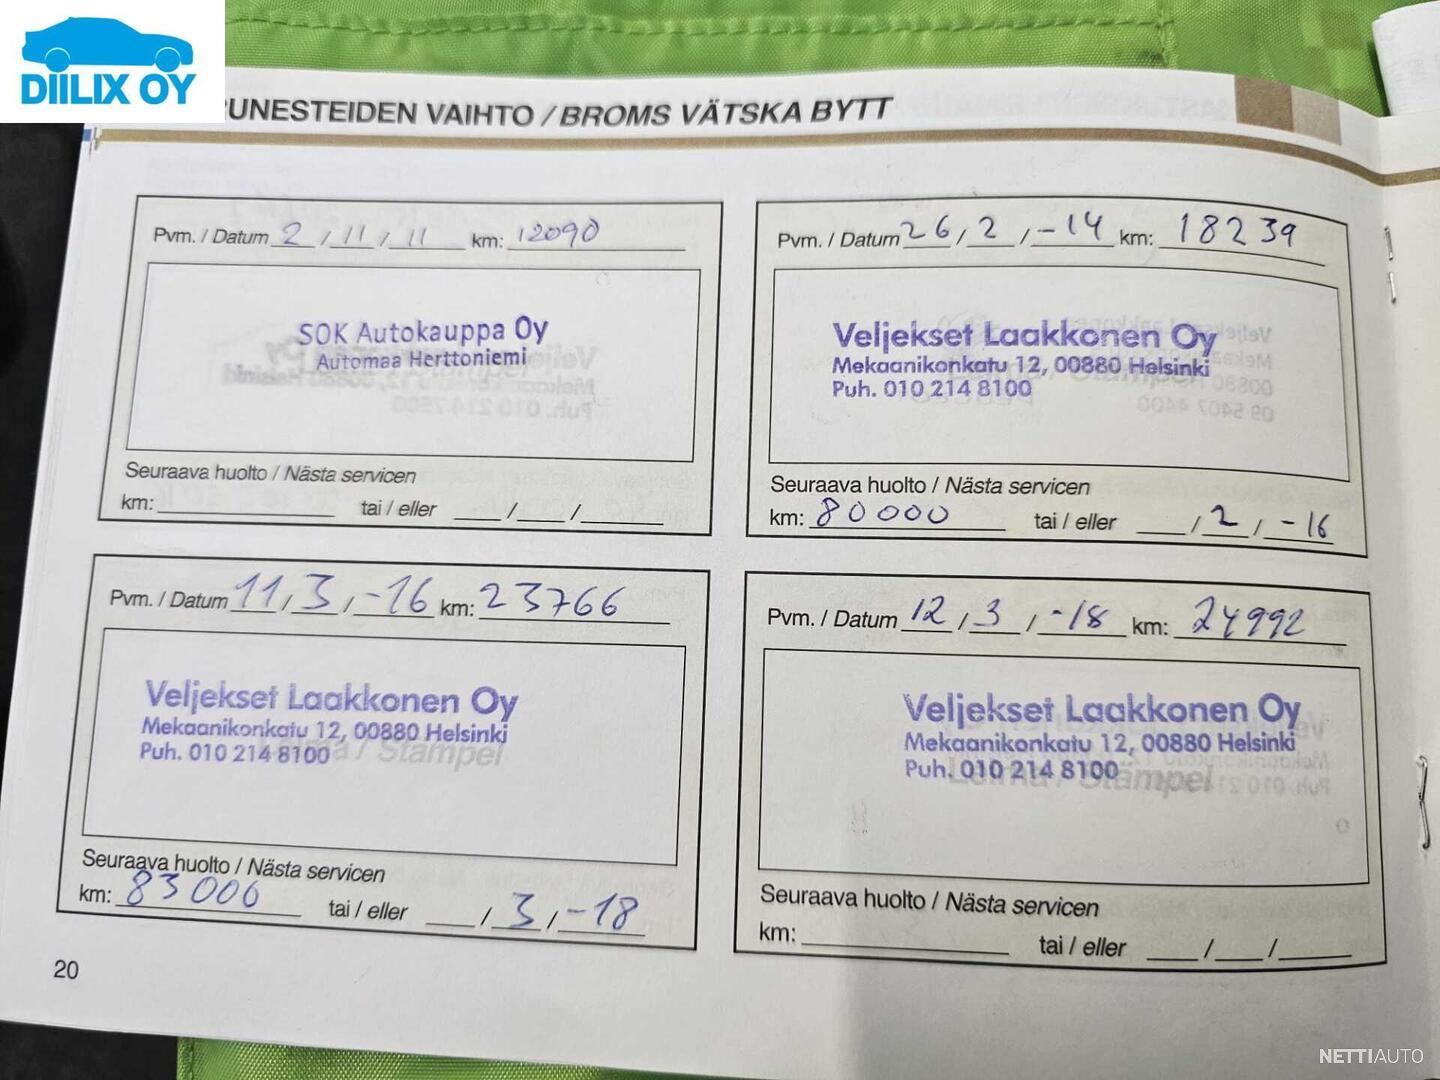 DIILIX OY
UNESTEIDEN VAIHTO / BROMS VÄTSKA BYTT
Pvm. / Datum 2 / 11 / 11 km: 12090
SOK Autokauppa Oy
Automaa Herttoniemi
Seuraava huolto / Nästa servicen
km: tai / eller / /
Pvm. / Datum 26 / 2 / -14 km: 18239
Veljekset Laakkonen Oy
Mekaanikonkatu 12, 00880 Helsinki
Puh. 010 214 8100
Seuraava huolto / Nästa servicen
km: 80000 tai / eller / 2 / -16
Pvm. / Datum 11 / 3 / -16 km: 23766
Veljekset Laakkonen Oy
Mekaanikonkatu 12, 00880 Helsinki
Puh. 010 214 8100
Leima / Stämpel
Seuraava huolto / Nästa servicen
km: 83000 tai / eller / 3 / -18
Pvm. / Datum 12 / 3 / -18 km: 24992
Veljekset Laakkonen Oy
Mekaanikonkatu 12, 00880 Helsinki
Puh. 010 214 8100
Leima / Stämpel
Seuraava huolto / Nästa servicen
km: tai / eller / /
20
NETTIAUTO